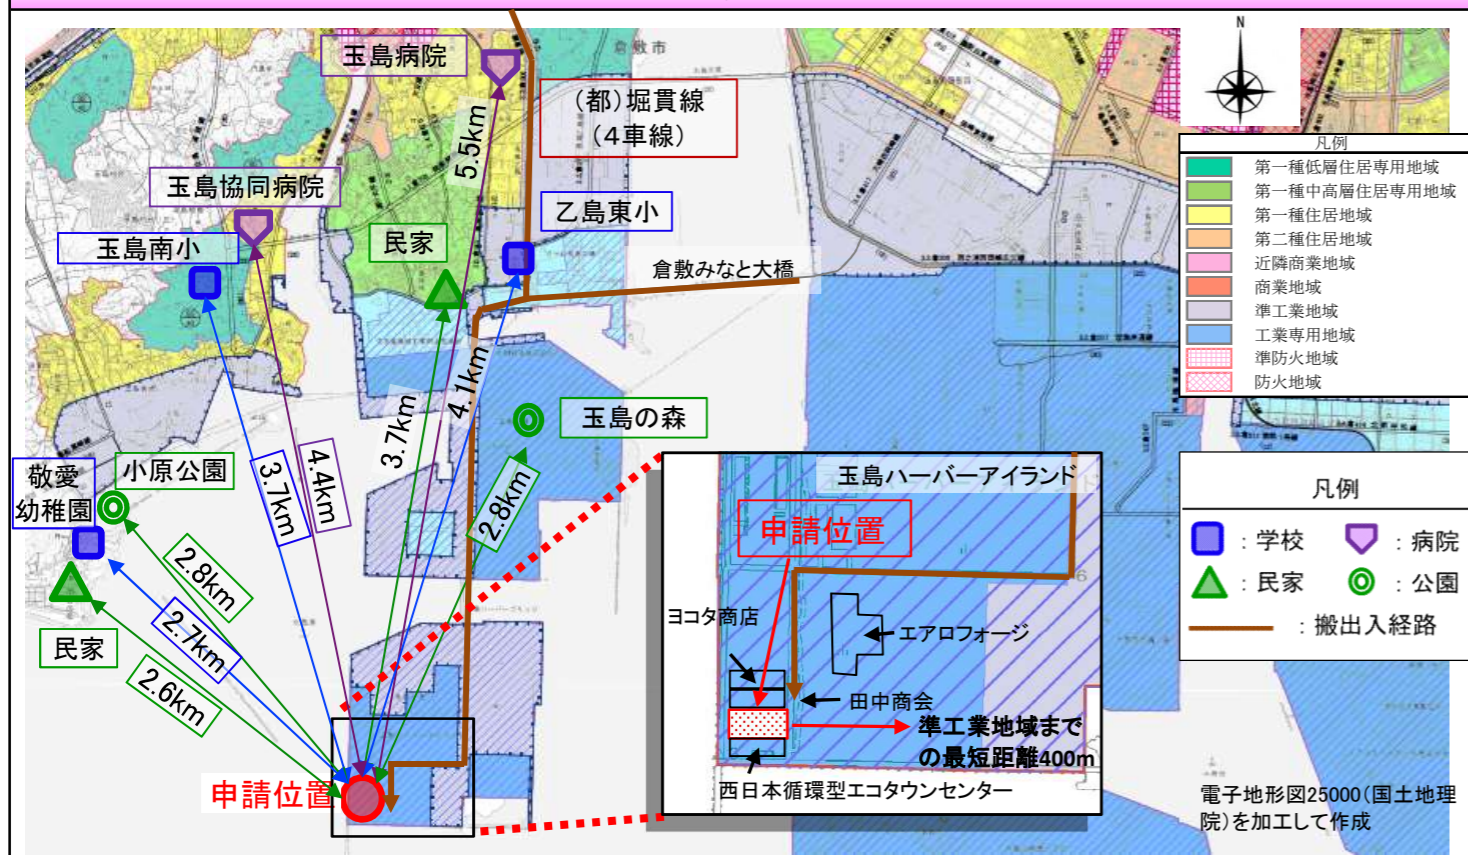 玉島病院
倉敷市
N
(都)堀貫線
(4車線)
5.5km
凡例
第一種低層住居専用地域
第一種中高層住居専用地域
第一種住居地域
第二種住居地域
近隣商業地域
商業地域
準工業地域
工業専用地域
準防火地域
防火地域
玉島協同病院
乙島東小
玉島南小
民家
倉敷みなと大橋
4.1km
3.7km
玉島の森
敬愛
幼稚園
小原公園
3.7km
4.4km
2.8km
2.8km
2.7km
民家
2.6km
申請位置
玉島ハーバーアイランド
申請位置
ヨコタ商店
エアロフォージ
田中商会
準工業地域まで
の最短距離400m
西日本循環型エコタウンセンター
凡例
:学校
:病院
:民家
:公園
:搬出入経路
電子地形図25000(国土地理
院)を加工して作成